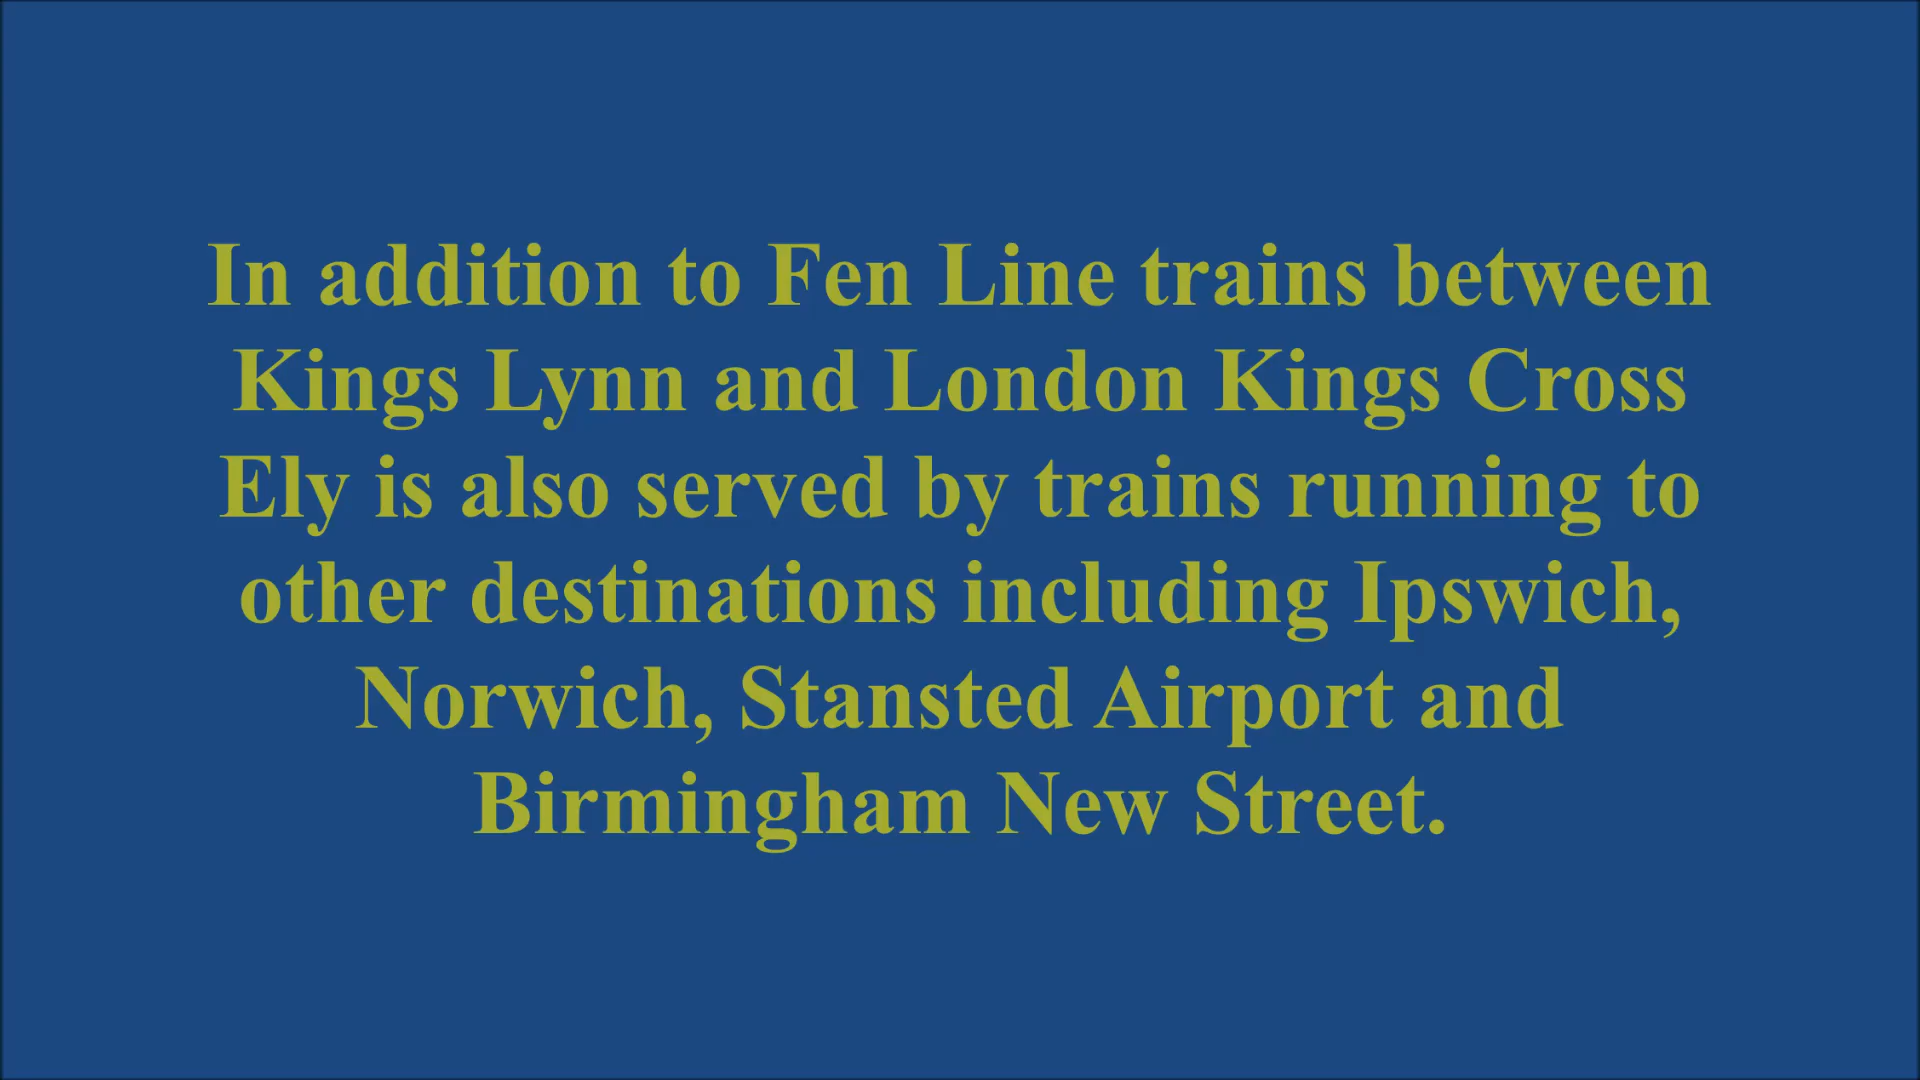 In addition to Fen Line trains between
Kings Lynn and London Kings Cross
Ely is also served by trains running to
other destinations including Ipswich,
Norwich, Stansted Airport and
Birmingham New Street.